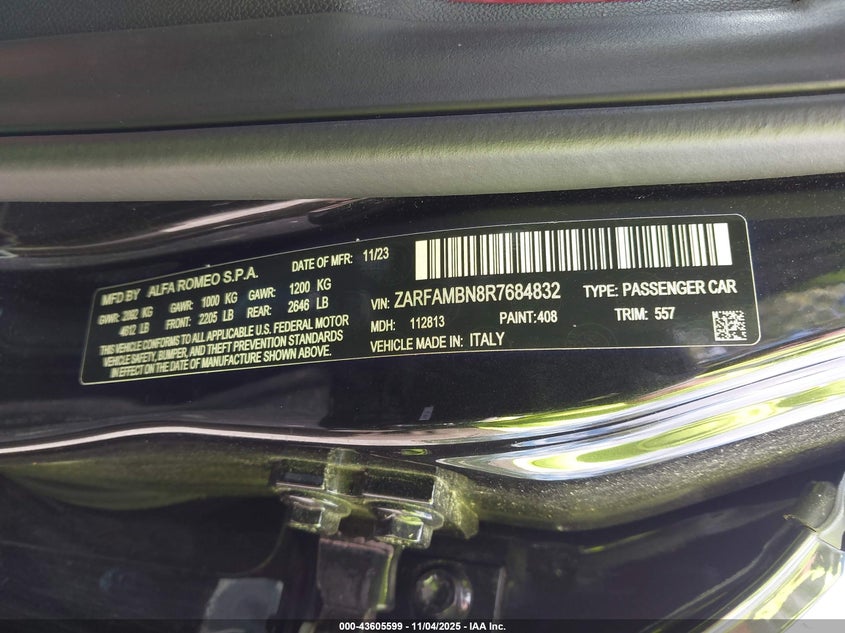 MFD BY ALFA ROMEO S.P.A. DATE OF MFR: 11/23
GVWR: 2092 KG GAWR: 1000 KG GAWR: 1200 KG
4612 LB FRONT: 2205 LB REAR: 2646 LB
THIS VEHICLE CONFORMS TO ALL APPLICABLE U.S. FEDERAL MOTOR
VEHICLE SAFETY, BUMPER, AND THEFT PREVENTION STANDARDS
IN EFFECT ON THE DATE OF MANUFACTURE SHOWN ABOVE.
VIN: ZARFAMBN8R7684832 TYPE: PASSENGER CAR
MDH: 112813 PAINT: 408 TRIM: 557
VEHICLE MADE IN: ITALY
000-43605599 - 11/04/2025 - IAA Inc.